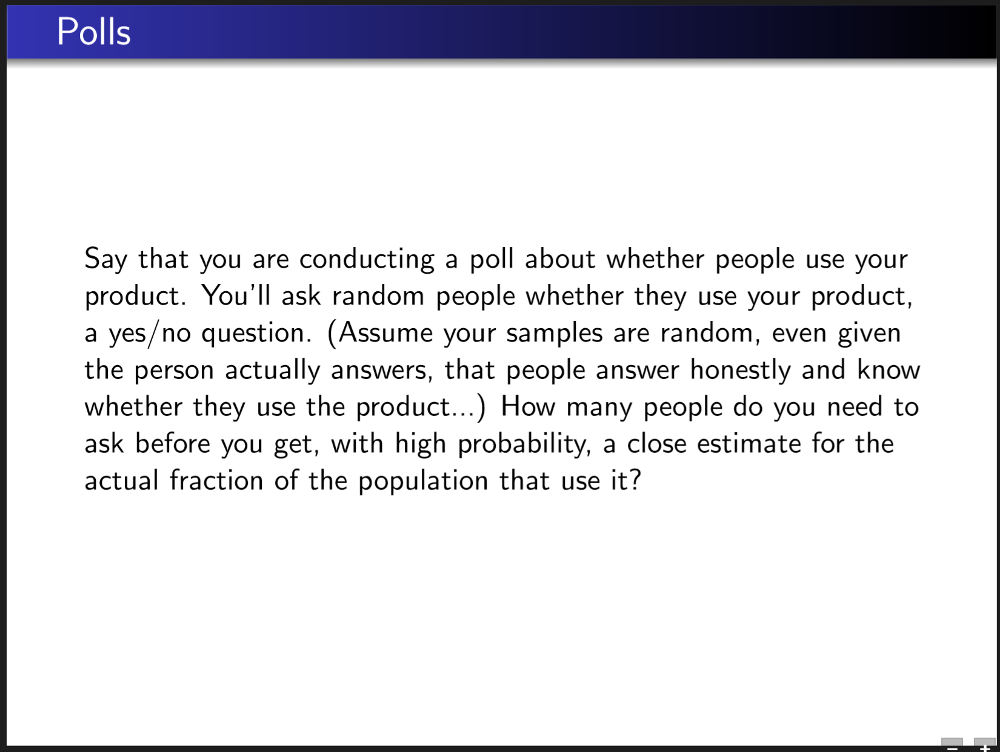 Polls
Say that you are conducting a poll about whether people use your
product. You'll ask random people whether they use your product,
a yes/no question. (Assume your samples are random, even given
the person actually answers, that people answer honestly and know
whether they use the product...) How many people do you need to
ask before you get, with high probability, a close estimate for the
actual fraction of the population that use it?
− +